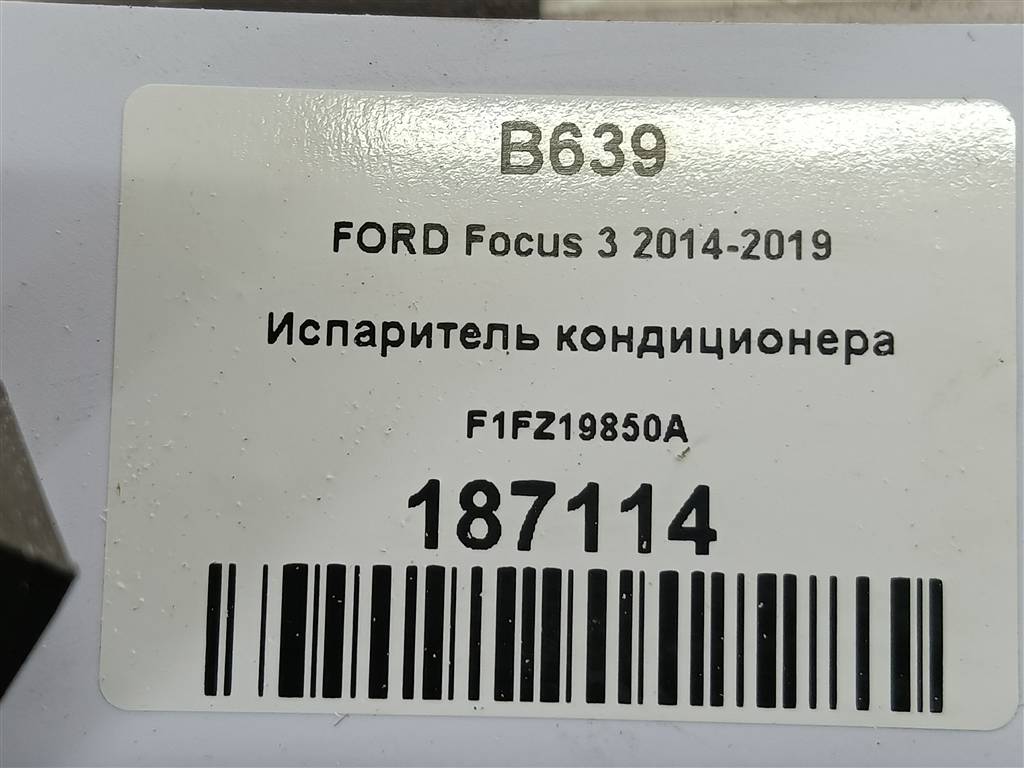 B639
FORD Focus 3 2014-2019
Испаритель кондиционера
F1FZ19850A
187114